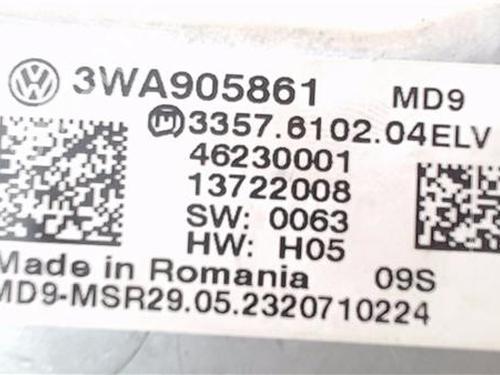 3WA905861 MD9
3357.6102.04ELV
46230001
13722008
SW: 0063
HW: H05
Made in Romania 09S
MD9-MSR29.05.2320710224